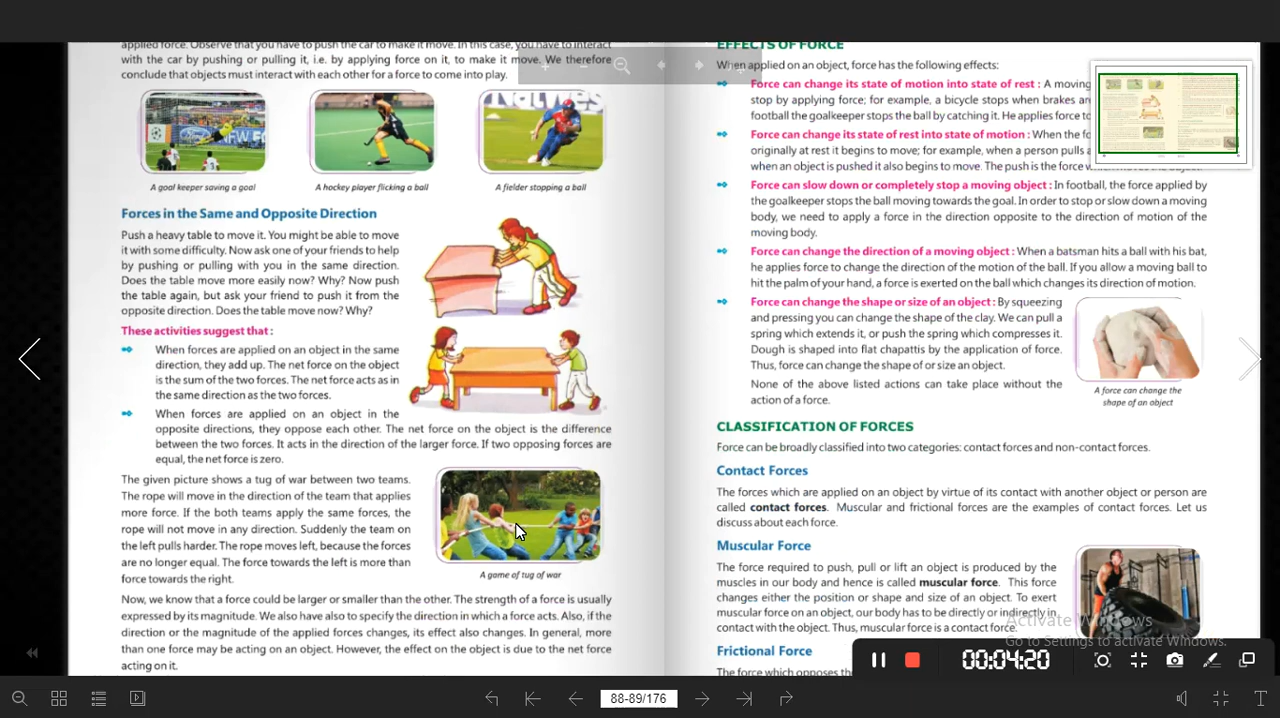 applied force. Observe that you have to push the car to make it move. In this case, you have to interact
with the car by pushing or pulling it, i.e. by applying force on it, to make it move. We therefore
conclude that objects must interact with each other for a force to come into play.
A goal keeper saving a goal
A hockey player flicking a ball
A fielder stopping a ball
Forces in the Same and Opposite Direction
Push a heavy table to move it. You might be able to move
it with some difficulty. Now ask one of your friends to help
by pushing or pulling with you in the same direction.
Does the table move more easily now? Why? Now push
the table again, but ask your friend to push it from the
opposite direction. Does the table move now? Why?
These activities suggest that :
When forces are applied on an object in the same
direction, they add up. The net force on the object
is the sum of the two forces. The net force acts as in
the same direction as the two forces.
When forces are applied on an object in the
opposite directions, they oppose each other. The net force on the object is the difference
between the two forces. It acts in the direction of the larger force. If two opposing forces are
equal, the net force is zero.
The given picture shows a tug of war between two teams.
The rope will move in the direction of the team that applies
more force. If the both teams apply the same forces, the
rope will not move in any direction. Suddenly the team on
the left pulls harder. The rope moves left, because the forces
are no longer equal. The force towards the left is more than
force towards the right.
A game of tug of war
Now, we know that a force could be larger or smaller than the other. The strength of a force is usually
expressed by its magnitude. We also have also to specify the direction in which a force acts. Also, if the
direction or the magnitude of the applied forces changes, its effect also changes. In general, more
than one force may be acting on an object. However, the effect on the object is due to the net force
acting on it.
EFFECTS OF FORCE
When applied on an object, force has the following effects:
Force can change its state of motion into state of rest : A moving
stop by applying force; for example, a bicycle stops when brakes
football the goalkeeper stops the ball by catching it. He applies force to
Force can change its state of rest into state of motion : When the
originally at rest it begins to move; for example, when a person pulls
when an object is pushed it also begins to move. The push is the force which moves the object.
Force can slow down or completely stop a moving object : In football, the force applied by
the goalkeeper stops the ball moving towards the goal. In order to stop or slow down a moving
body, we need to apply a force in the direction opposite to the direction of motion of the
moving body.
Force can change the direction of a moving object : When a batsman hits a ball with his bat,
he applies force to change the direction of the motion of the ball. If you allow a moving ball to
hit the palm of your hand, a force is exerted on the ball which changes its direction of motion.
Force can change the shape or size of an object : By squeezing
and pressing you can change the shape of the clay. We can pull a
spring which extends it, or push the spring which compresses it.
Dough is shaped into flat chapattis by the application of force.
Thus, force can change the shape of or size an object.
None of the above listed actions can take place without the
action of a force.
A force can change the
shape of an object
CLASSIFICATION OF FORCES
Force can be broadly classified into two categories: contact forces and non-contact forces.
Contact Forces
The forces which are applied on an object by virtue of its contact with another object or person are
called contact forces. Muscular and frictional forces are the examples of contact forces. Let us
discuss about each force.
Muscular Force
The force required to push, pull or lift an object is produced by the
muscles in our body and hence is called muscular force. This force
changes either the position or shape and size of an object. To exert
muscular force on an object, our body has to be directly or indirectly in
contact with the object. Thus, muscular force is a contact force.
Frictional Force
The force which opposes
Activate Windows
Go to Settings to activate Windows.
00:04:20
88-89/176